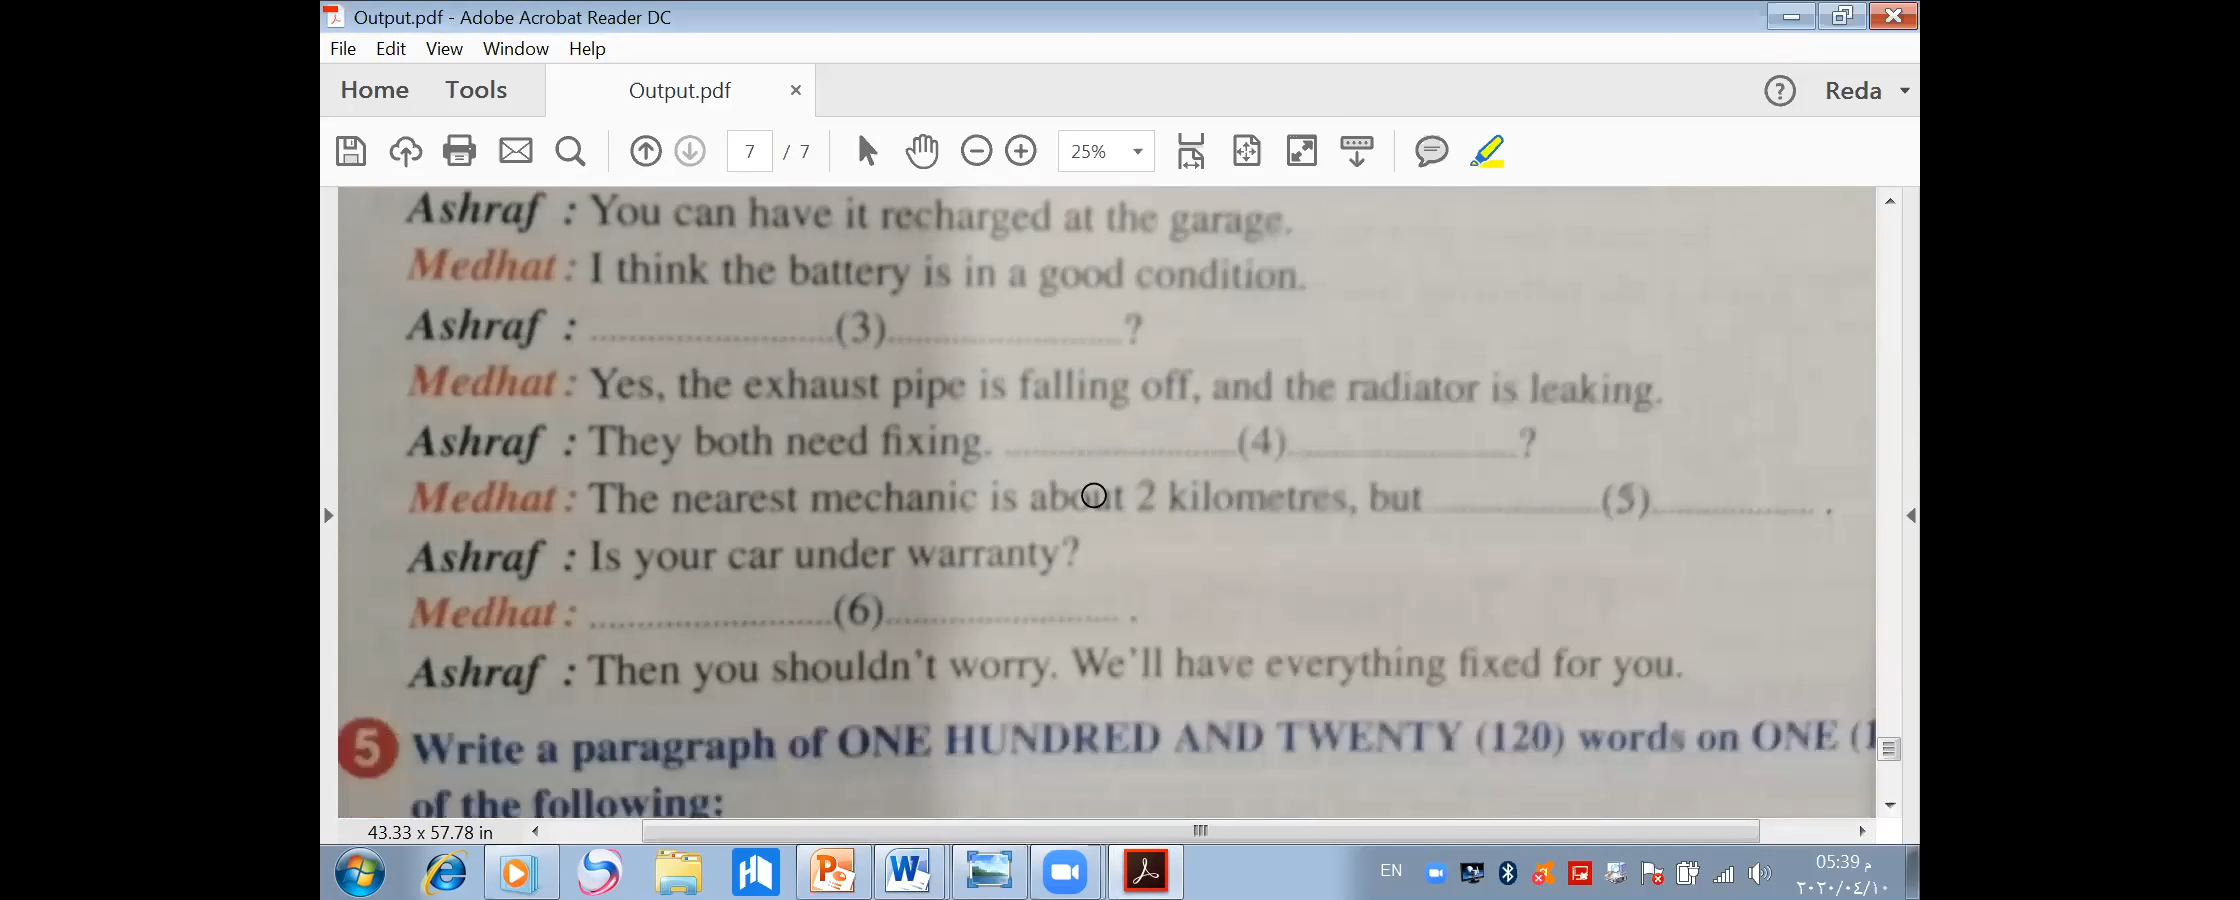 Output.pdf - Adobe Acrobat Reader DC
File Edit View Window Help
Home Tools Output.pdf × ? Reda
7 / 7 25%
Ashraf : You can have it recharged at the garage.
Medhat : I think the battery is in a good condition.
Ashraf : ........................(3)........................?
Medhat : Yes, the exhaust pipe is falling off, and the radiator is leaking.
Ashraf : They both need fixing. ........................(4)........................?
Medhat : The nearest mechanic is about 2 kilometres, but ..................(5).................. .
Ashraf : Is your car under warranty?
Medhat : ........................(6)........................ .
Ashraf : Then you shouldn't worry. We'll have everything fixed for you.
5 Write a paragraph of ONE HUNDRED AND TWENTY (120) words on ONE (1
of the following:
43.33 x 57.78 in
EN 05:39 م
٢٠٢٠/٠٤/١٠